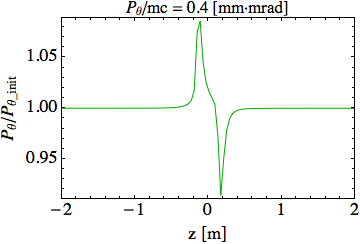 P_θ/mc = 0.4 [mm·mrad]
P_θ/P_θ_init
1.05
1.00
0.95
−2 −1 0 1 2
z [m]